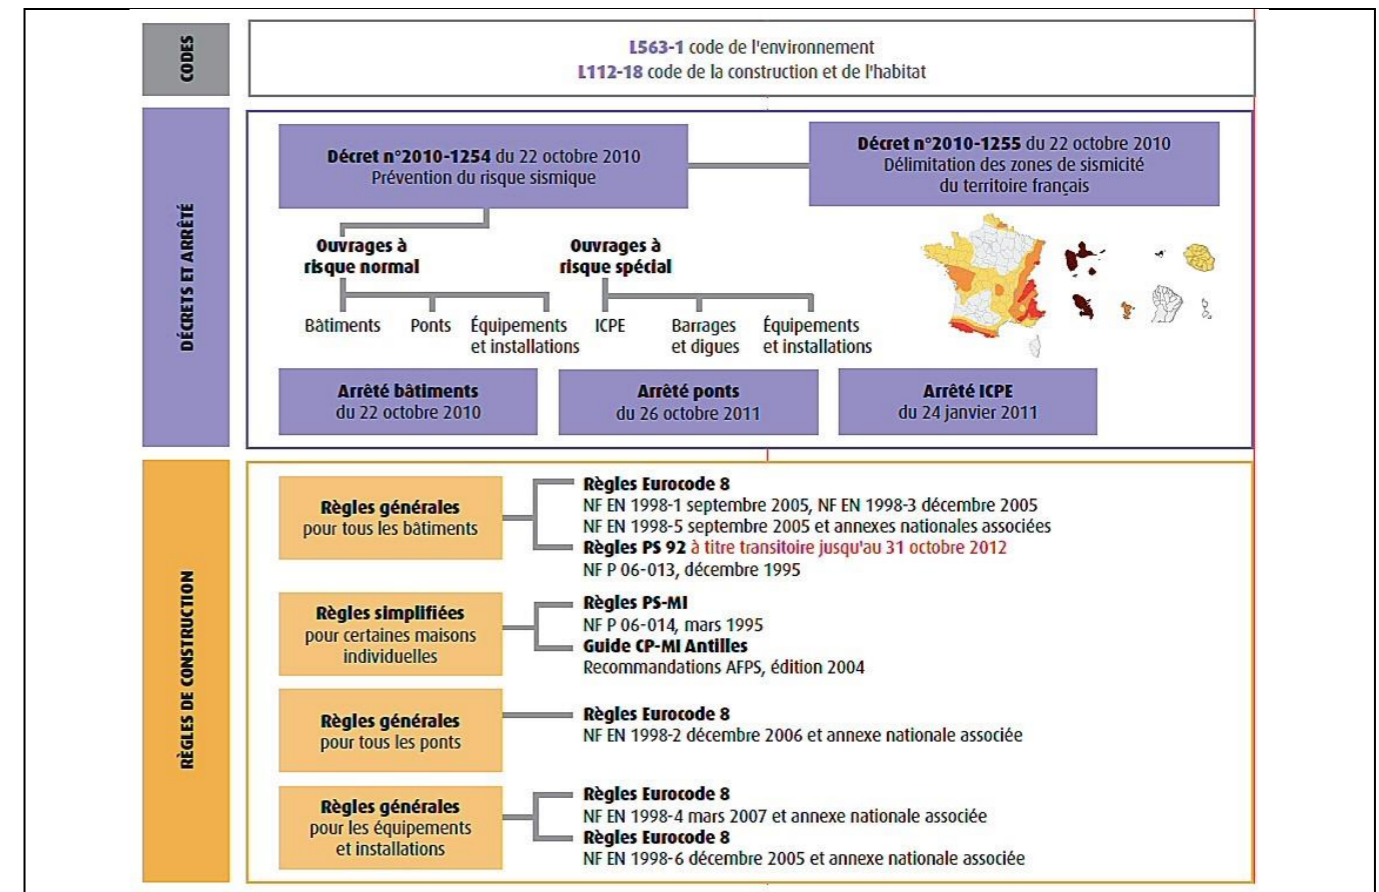 CODES
L563-1 code de l'environnement
L112-18 code de la construction et de l'habitat
DÉCRETS ET ARRÊTÉ
Décret n°2010-1254 du 22 octobre 2010
Prévention du risque sismique
Décret n°2010-1255 du 22 octobre 2010
Délimitation des zones de sismicité
du territoire français
Ouvrages à
risque normal
Ouvrages à
risque spécial
Bâtiments
Ponts
Équipements
et installations
ICPE
Barrages
et digues
Équipements
et installations
Arrêté bâtiments
du 22 octobre 2010
Arrêté ponts
du 26 octobre 2011
Arrêté ICPE
du 24 janvier 2011
RÈGLES DE CONSTRUCTION
Règles générales
pour tous les bâtiments
Règles Eurocode 8
NF EN 1998-1 septembre 2005, NF EN 1998-3 décembre 2005
NF EN 1998-5 septembre 2005 et annexes nationales associées
Règles PS 92 à titre transitoire jusqu'au 31 octobre 2012
NF P 06-013, décembre 1995
Règles simplifiées
pour certaines maisons
individuelles
Règles PS-MI
NF P 06-014, mars 1995
Guide CP-MI Antilles
Recommandations AFPS, édition 2004
Règles générales
pour tous les ponts
Règles Eurocode 8
NF EN 1998-2 décembre 2006 et annexe nationale associée
Règles générales
pour les équipements
et installations
Règles Eurocode 8
NF EN 1998-4 mars 2007 et annexe nationale associée
Règles Eurocode 8
NF EN 1998-6 décembre 2005 et annexe nationale associée